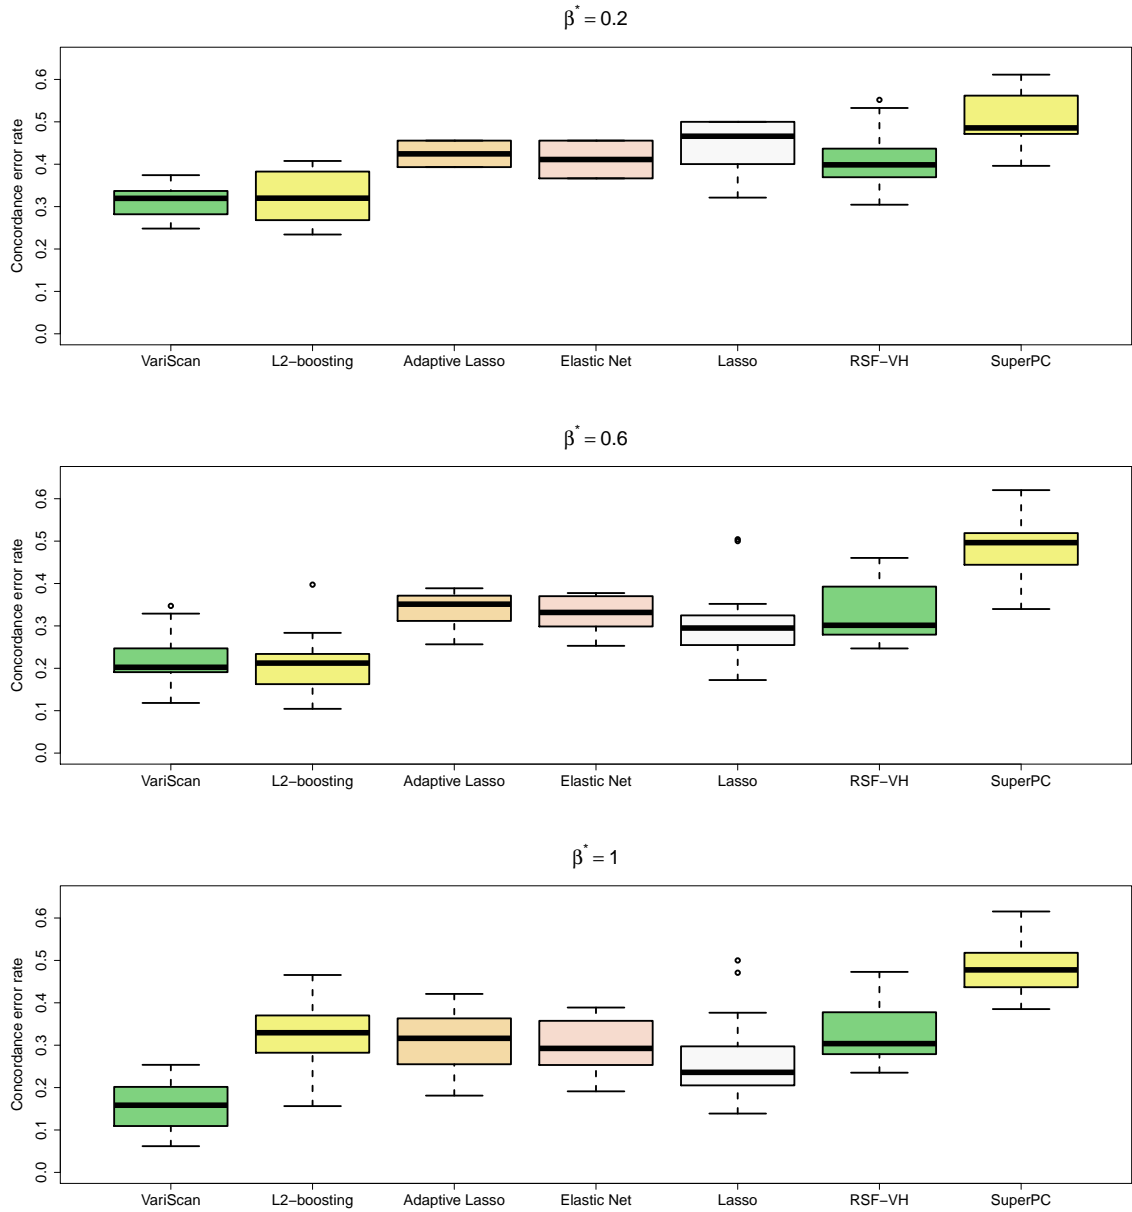 β* = 0.2
Concordance error rate
0.6
0.5
0.4
0.3
0.2
0.1
0.0
VariScan L2−boosting Adaptive Lasso Elastic Net Lasso RSF−VH SuperPC
β* = 0.6
Concordance error rate
0.6
0.5
0.4
0.3
0.2
0.1
0.0
VariScan L2−boosting Adaptive Lasso Elastic Net Lasso RSF−VH SuperPC
β* = 1
Concordance error rate
0.6
0.5
0.4
0.3
0.2
0.1
0.0
VariScan L2−boosting Adaptive Lasso Elastic Net Lasso RSF−VH SuperPC